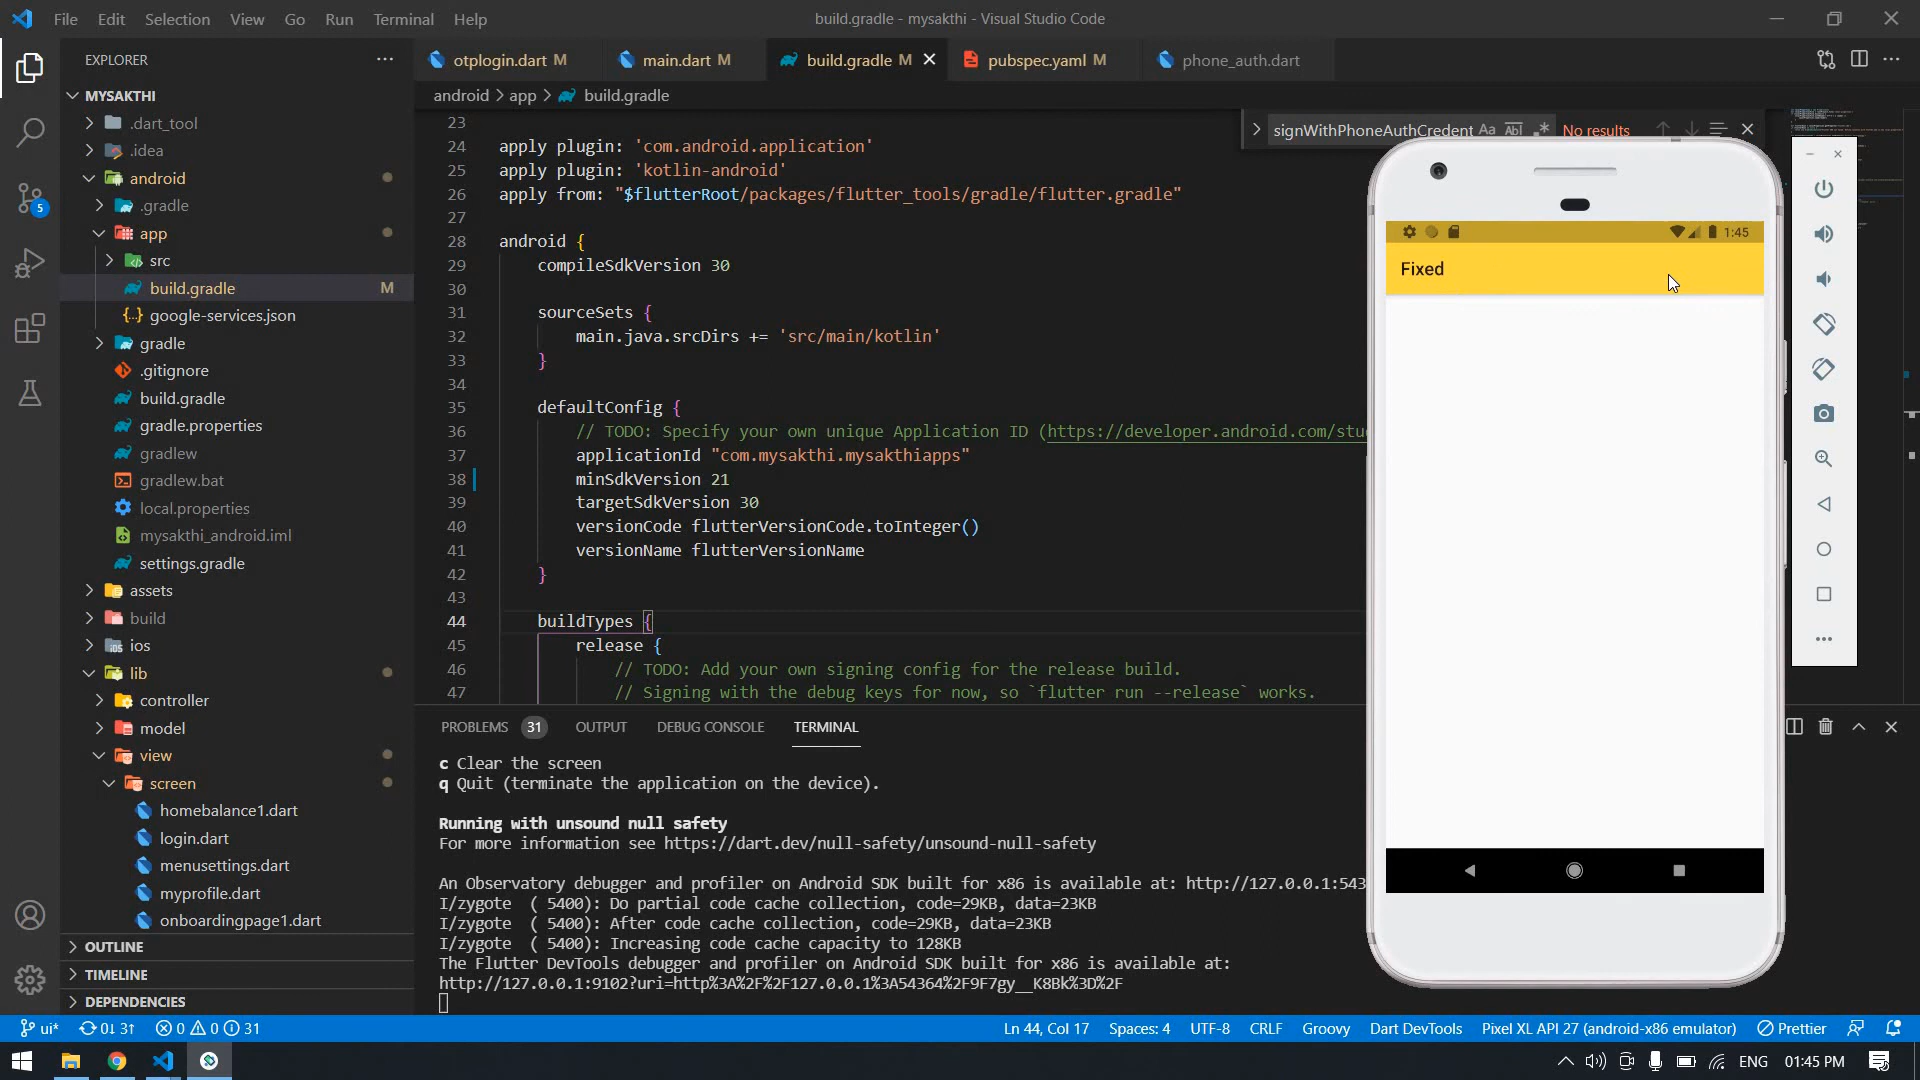 File Edit Selection View Go Run Terminal Help
build.gradle - mysakthi - Visual Studio Code
EXPLORER
otplogin.dart M
main.dart M
build.gradle M
pubspec.yaml M
phone_auth.dart
MYSAKTHI
.dart_tool
.idea
android
.gradle
app
src
build.gradle M
google-services.json
gradle
.gitignore
build.gradle
gradle.properties
gradlew
gradlew.bat
local.properties
mysakthi_android.iml
settings.gradle
assets
build
ios
lib
controller
model
view
screen
homebalance1.dart
login.dart
menusettings.dart
myprofile.dart
onboardingpage1.dart
OUTLINE
TIMELINE
DEPENDENCIES
5
android > app > build.gradle
signWithPhoneAuthCredent Aa Abl .* No results
23
24 apply plugin: 'com.android.application'
25 apply plugin: 'kotlin-android'
26 apply from: "$flutterRoot/packages/flutter_tools/gradle/flutter.gradle"
27
28 android {
29 compileSdkVersion 30
30
31 sourceSets {
32 main.java.srcDirs += 'src/main/kotlin'
33 }
34
35 defaultConfig {
36 // TODO: Specify your own unique Application ID (https://developer.android.com/stu
37 applicationId "com.mysakthi.mysakthiapps"
38 minSdkVersion 21
39 targetSdkVersion 30
40 versionCode flutterVersionCode.toInteger()
41 versionName flutterVersionName
42 }
43
44 buildTypes {
45 release {
46 // TODO: Add your own signing config for the release build.
47 // Signing with the debug keys for now, so `flutter run --release` works.
1:45
Fixed
PROBLEMS 31 OUTPUT DEBUG CONSOLE TERMINAL
c Clear the screen
q Quit (terminate the application on the device).
Running with unsound null safety
For more information see https://dart.dev/null-safety/unsound-null-safety
An Observatory debugger and profiler on Android SDK built for x86 is available at: http://127.0.0.1:543
I/zygote ( 5400): Do partial code cache collection, code=29KB, data=23KB
I/zygote ( 5400): After code cache collection, code=29KB, data=23KB
I/zygote ( 5400): Increasing code cache capacity to 128KB
The Flutter DevTools debugger and profiler on Android SDK built for x86 is available at:
http://127.0.0.1:9102?uri=http%3A%2F%2F127.0.0.1%3A54364%2F9F7gy__K8Bk%3D%2F
ui* 0↓ 3↑ 0 0 31
Ln 44, Col 17 Spaces: 4 UTF-8 CRLF Groovy Dart DevTools Pixel XL API 27 (android-x86 emulator) Prettier
ENG 01:45 PM